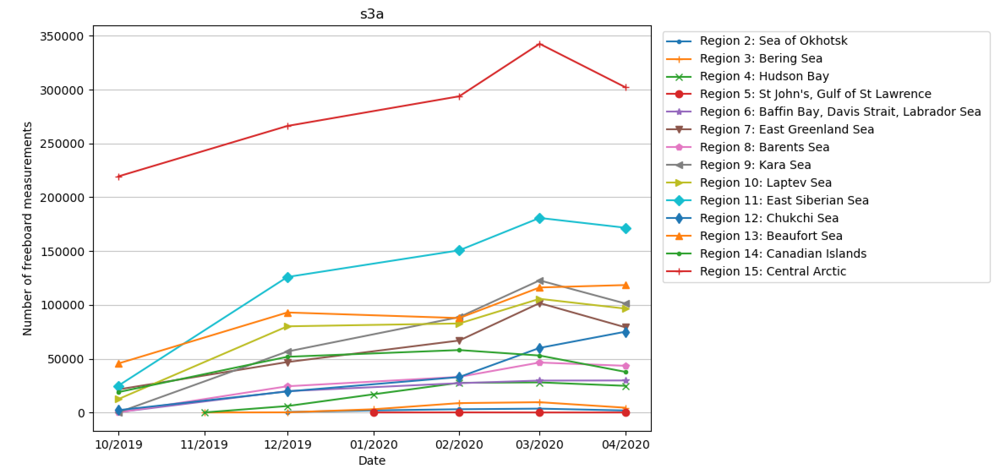 s3a
Number of freeboard measurements
350000
300000
250000
200000
150000
100000
50000
0
10/2019 11/2019 12/2019 01/2020 02/2020 03/2020 04/2020
Date
Region 2: Sea of Okhotsk
Region 3: Bering Sea
Region 4: Hudson Bay
Region 5: St John's, Gulf of St Lawrence
Region 6: Baffin Bay, Davis Strait, Labrador Sea
Region 7: East Greenland Sea
Region 8: Barents Sea
Region 9: Kara Sea
Region 10: Laptev Sea
Region 11: East Siberian Sea
Region 12: Chukchi Sea
Region 13: Beaufort Sea
Region 14: Canadian Islands
Region 15: Central Arctic